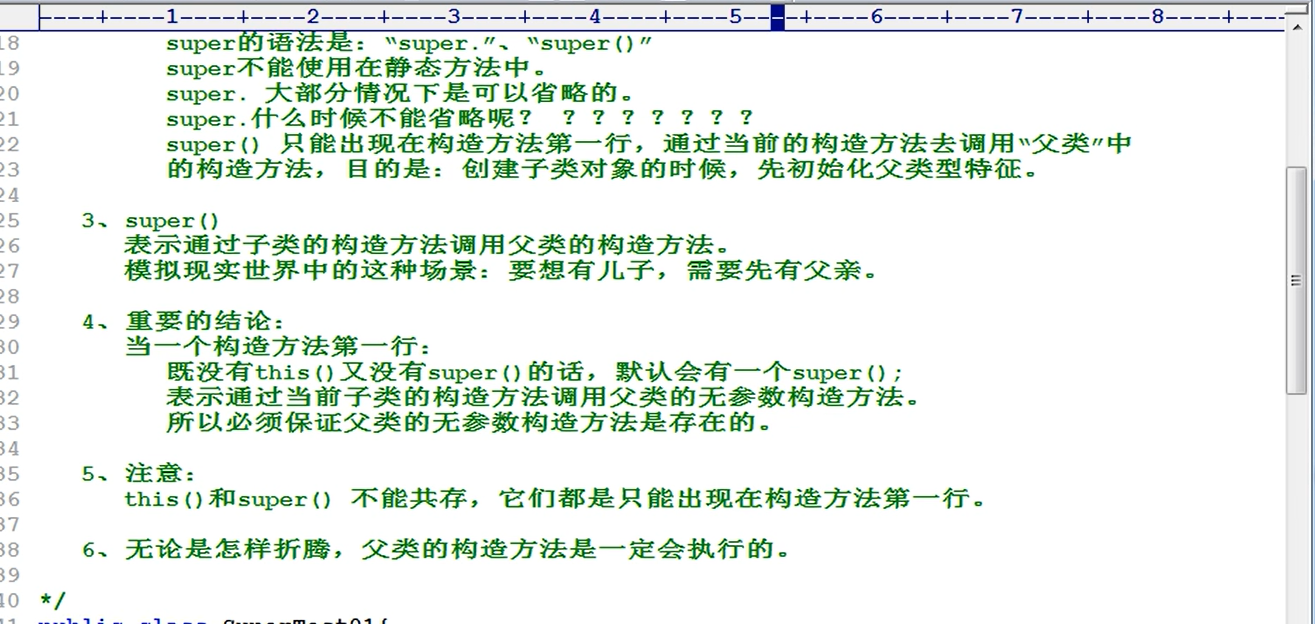 |----+----1----+----2----+----3----+----4----+----5----+----6----+----7----+----8----+----
18 super的语法是：“super.”、“super()”
19 super不能使用在静态方法中。
20 super. 大部分情况下是可以省略的。
21 super.什么时候不能省略呢？ ？？？？？？？
22 super() 只能出现在构造方法第一行，通过当前的构造方法去调用“父类”中
23 的构造方法，目的是：创建子类对象的时候，先初始化父类型特征。
24
25 3、super()
26 表示通过子类的构造方法调用父类的构造方法。
27 模拟现实世界中的这种场景：要想有儿子，需要先有父亲。
28
29 4、重要的结论：
30 当一个构造方法第一行：
31 既没有this()又没有super()的话，默认会有一个super();
32 表示通过当前子类的构造方法调用父类的无参数构造方法。
33 所以必须保证父类的无参数构造方法是存在的。
34
35 5、注意：
36 this()和super() 不能共存，它们都是只能出现在构造方法第一行。
37
38 6、无论是怎样折腾，父类的构造方法是一定会执行的。
39
40 */
41 public class SuperTest01{